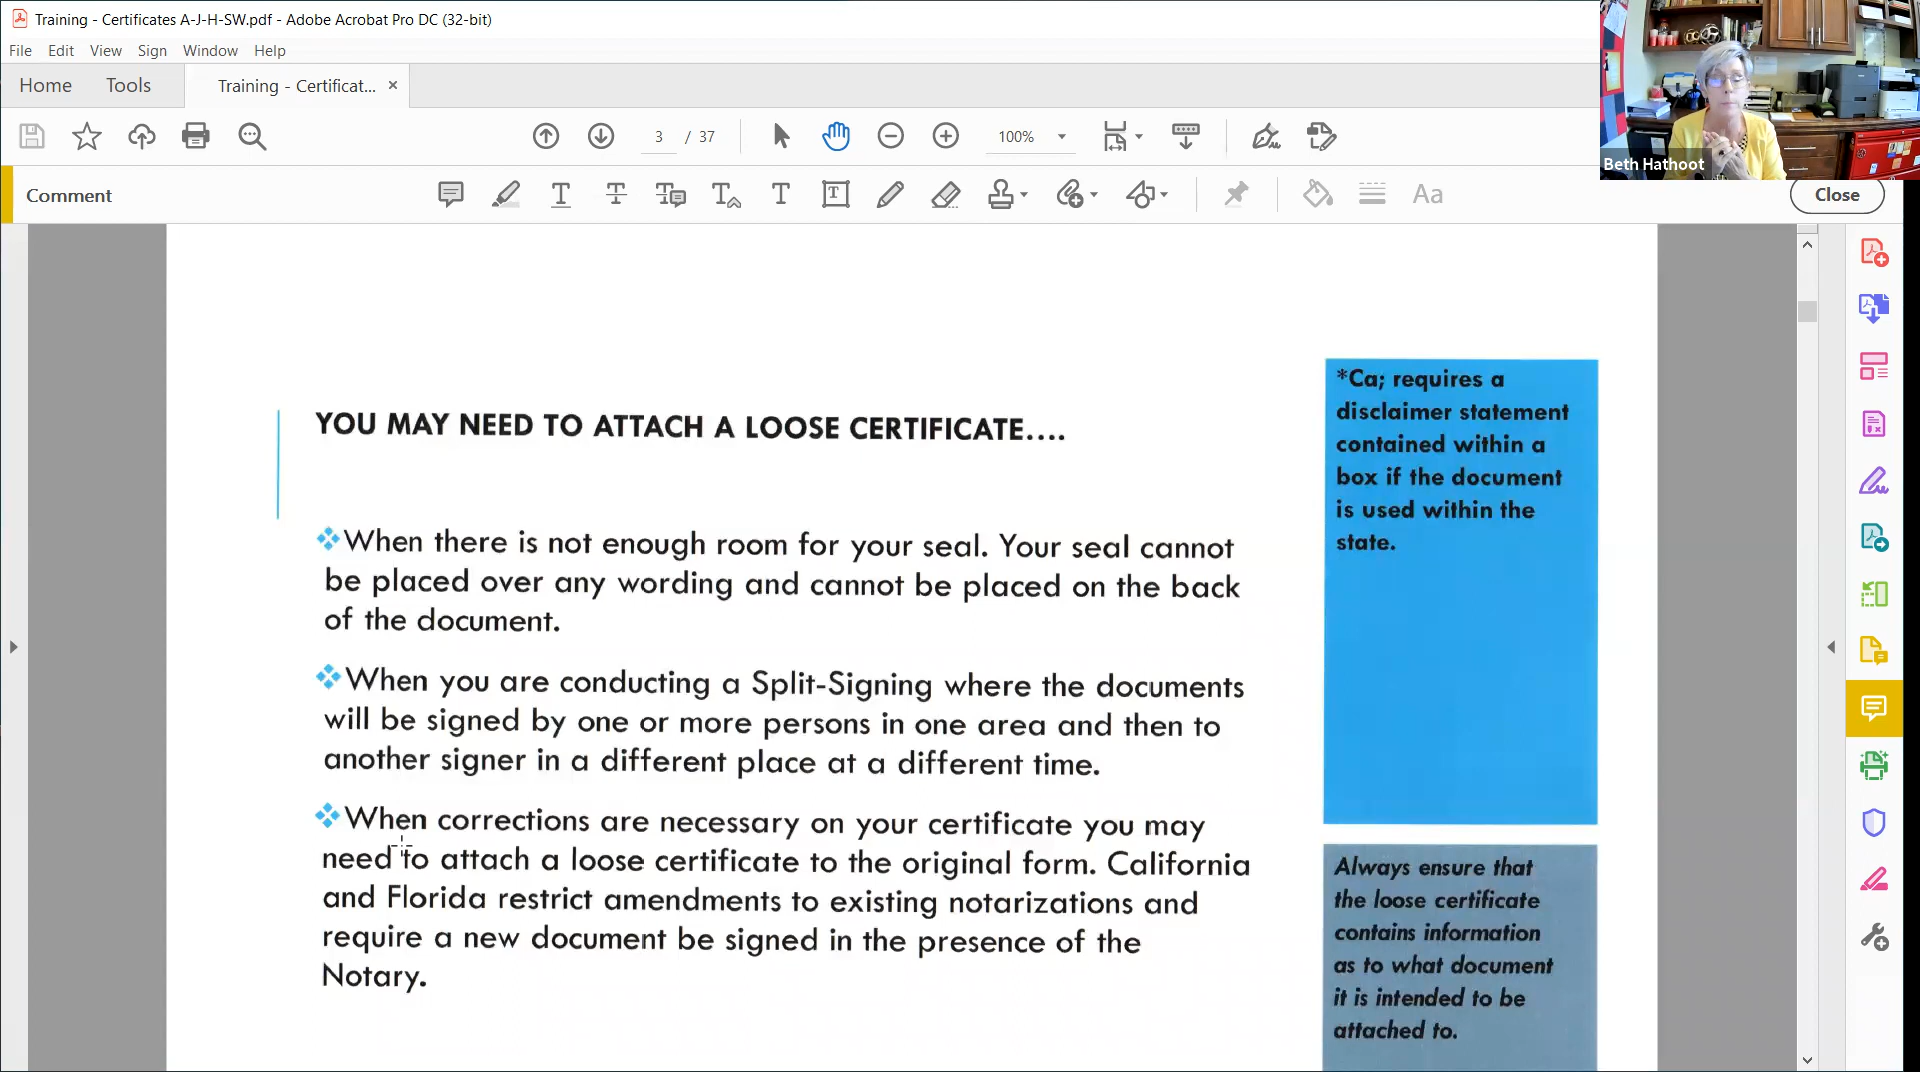 Training - Certificates A-J-H-SW.pdf - Adobe Acrobat Pro DC (32-bit)
File Edit View Sign Window Help
Home Tools Training - Certificat... ×
3 / 37 100%
Beth Hathoot
Comment
T T T T T T Aa
Close
YOU MAY NEED TO ATTACH A LOOSE CERTIFICATE....
When there is not enough room for your seal. Your seal cannot
be placed over any wording and cannot be placed on the back
of the document.
When you are conducting a Split-Signing where the documents
will be signed by one or more persons in one area and then to
another signer in a different place at a different time.
When corrections are necessary on your certificate you may
need to attach a loose certificate to the original form. California
and Florida restrict amendments to existing notarizations and
require a new document be signed in the presence of the
Notary.
*Ca; requires a
disclaimer statement
contained within a
box if the document
is used within the
state.
Always ensure that
the loose certificate
contains information
as to what document
it is intended to be
attached to.